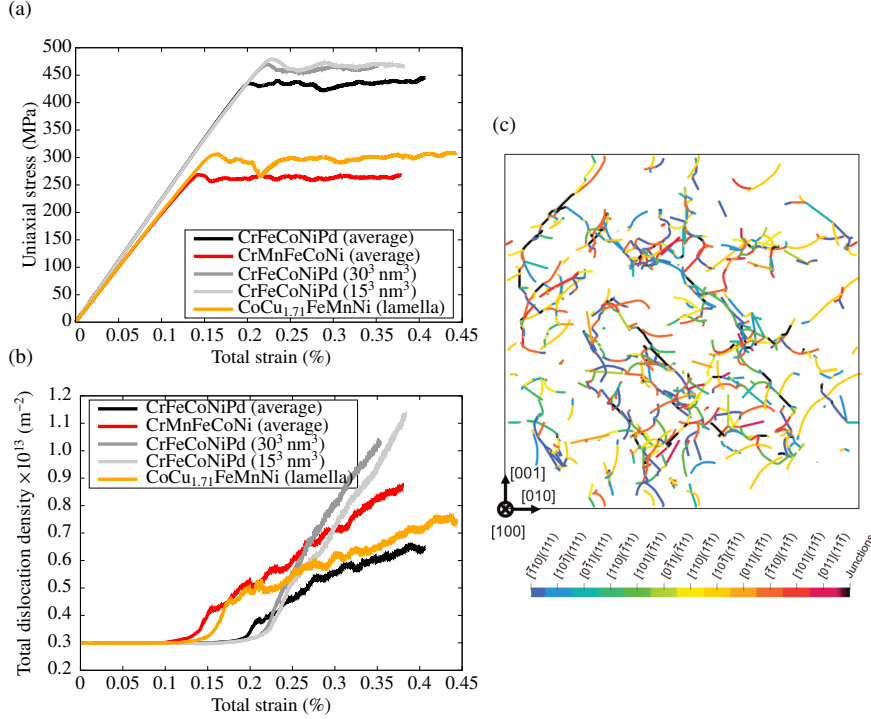 (a)
500
450
400
350
300
250
200
150
100
50
0
Uniaxial stress (MPa)
CrFeCoNiPd (average)
CrMnFeCoNi (average)
CrFeCoNiPd (30³ nm³)
CrFeCoNiPd (15³ nm³)
CoCu₁.₇₁FeMnNi (lamella)
0 0.05 0.1 0.15 0.2 0.25 0.3 0.35 0.4 0.45
Total strain (%)
(b)
1.2
1.1
1.0
0.9
0.8
0.7
0.6
0.5
0.4
0.3
0.2
Total dislocation density ×10¹³ (m⁻²)
CrFeCoNiPd (average)
CrMnFeCoNi (average)
CrFeCoNiPd (30³ nm³)
CrFeCoNiPd (15³ nm³)
CoCu₁.₇₁FeMnNi (lamella)
0 0.05 0.1 0.15 0.2 0.25 0.3 0.35 0.4 0.45
Total strain (%)
(c)
[001]
[010]
[100]
Junctions